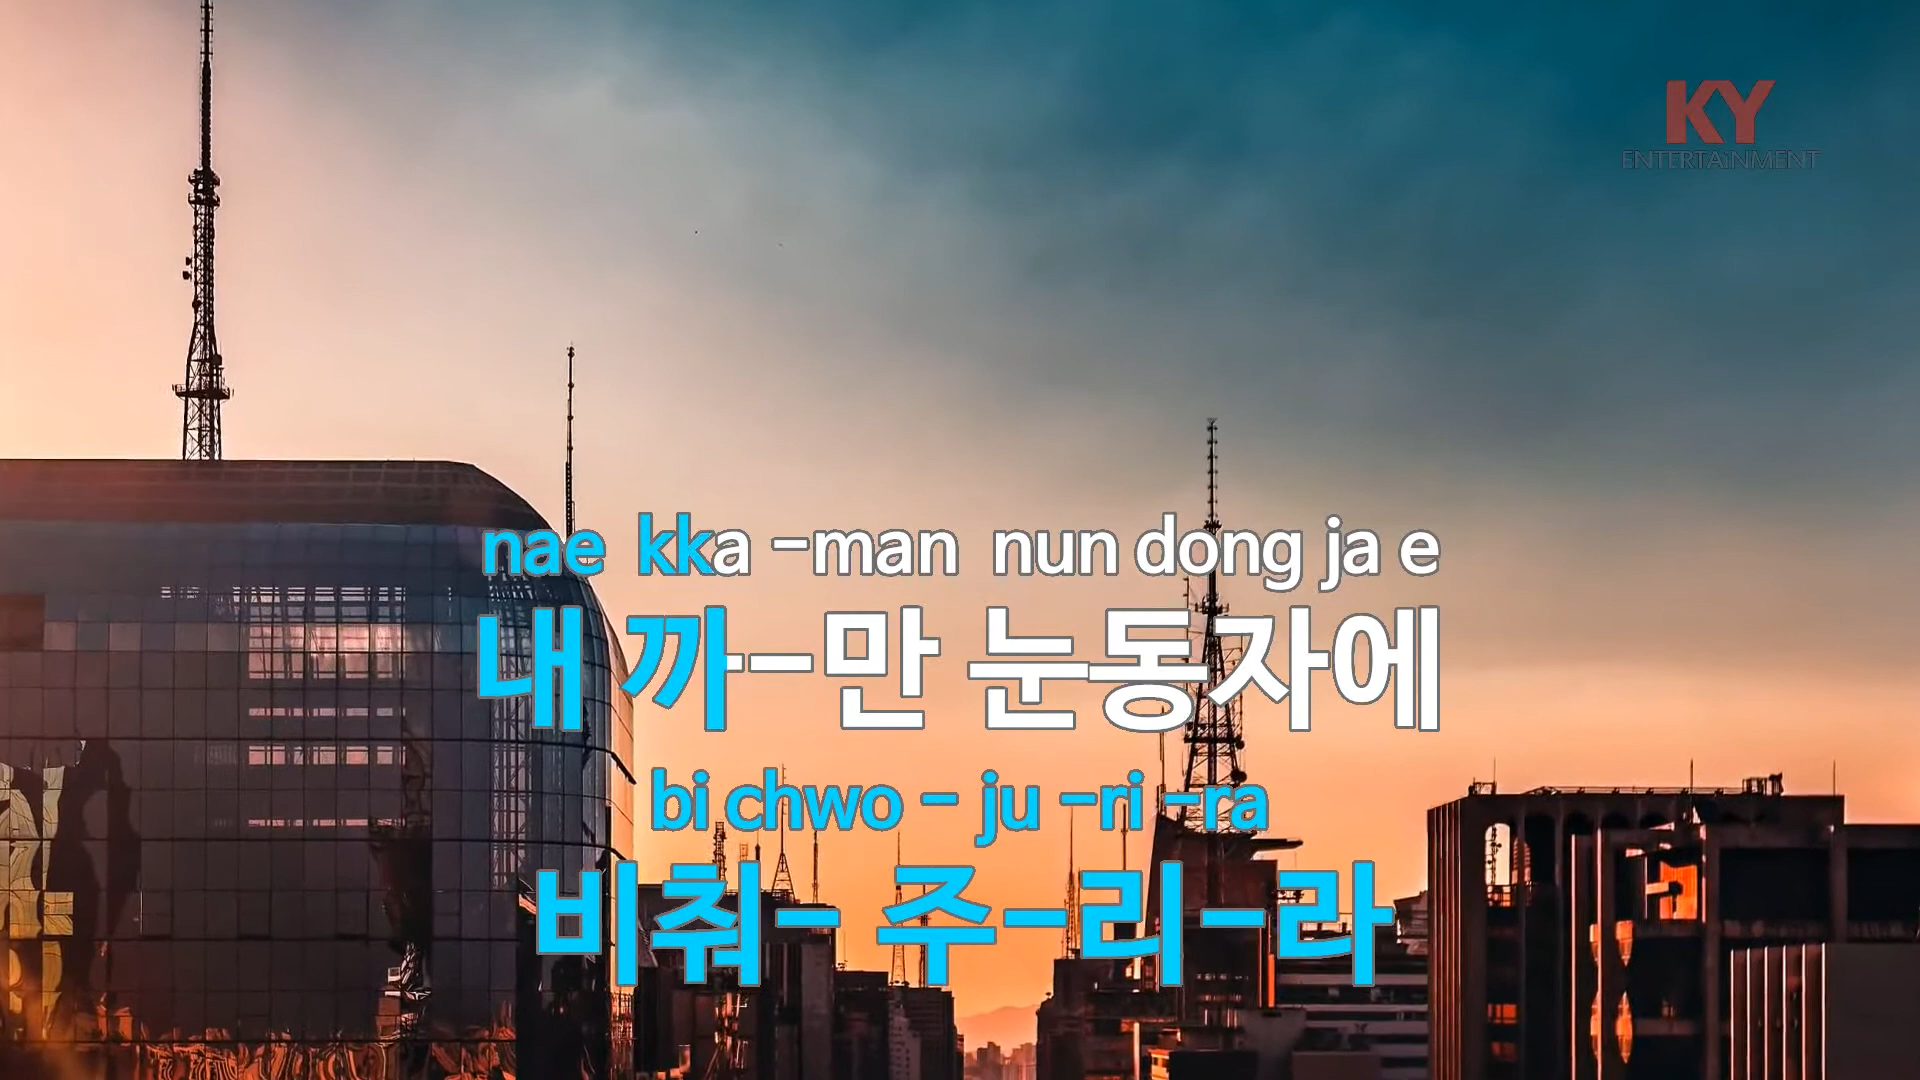 KY
ENTERTAINMENT
nae kka -man nun dong ja e
내 까-만 눈동자에
bi chwo - ju -ri -ra
비춰- 주-리-라